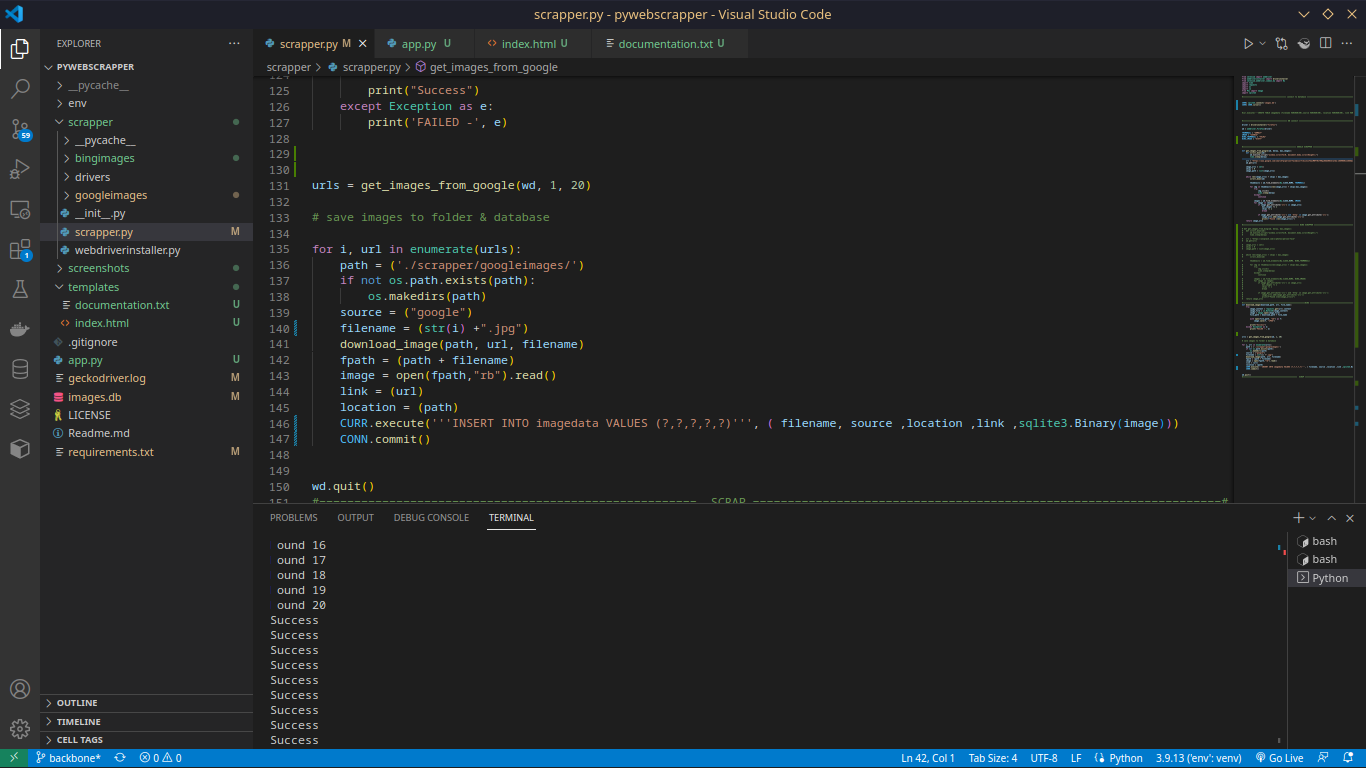 scrapper.py - pywebscrapper - Visual Studio Code
EXPLORER
PYWEBSCRAPPER
__pycache__
env
scrapper
__pycache__
bingimages
drivers
googleimages
__init__.py
scrapper.py M
webdriverinstaller.py
screenshots
templates
documentation.txt U
index.html U
.gitignore
app.py U
geckodriver.log M
images.db M
LICENSE
Readme.md
requirements.txt M
OUTLINE
TIMELINE
CELL TAGS
59
1
scrapper.py M
app.py U
index.html U
documentation.txt U
scrapper > scrapper.py > get_images_from_google
124
125 print("Success")
126 except Exception as e:
127 print('FAILED -', e)
128
129
130
131 urls = get_images_from_google(wd, 1, 20)
132
133 # save images to folder & database
134
135 for i, url in enumerate(urls):
136 path = ('./scrapper/googleimages/')
137 if not os.path.exists(path):
138 os.makedirs(path)
139 source = ("google")
140 filename = (str(i) +".jpg")
141 download_image(path, url, filename)
142 fpath = (path + filename)
143 image = open(fpath,"rb").read()
144 link = (url)
145 location = (path)
146 CURR.execute('''INSERT INTO imagedata VALUES (?,?,?,?,?)''', ( filename, source ,location ,link ,sqlite3.Binary(image)))
147 CONN.commit()
148
149
150 wd.quit()
151 SCRAP
PROBLEMS OUTPUT DEBUG CONSOLE TERMINAL
ound 16
ound 17
ound 18
ound 19
ound 20
Success
Success
Success
Success
Success
Success
Success
Success
Success
bash
bash
Python
backbone* 0 0 Ln 42, Col 1 Tab Size: 4 UTF-8 LF Python 3.9.13 ('env': venv) Go Live